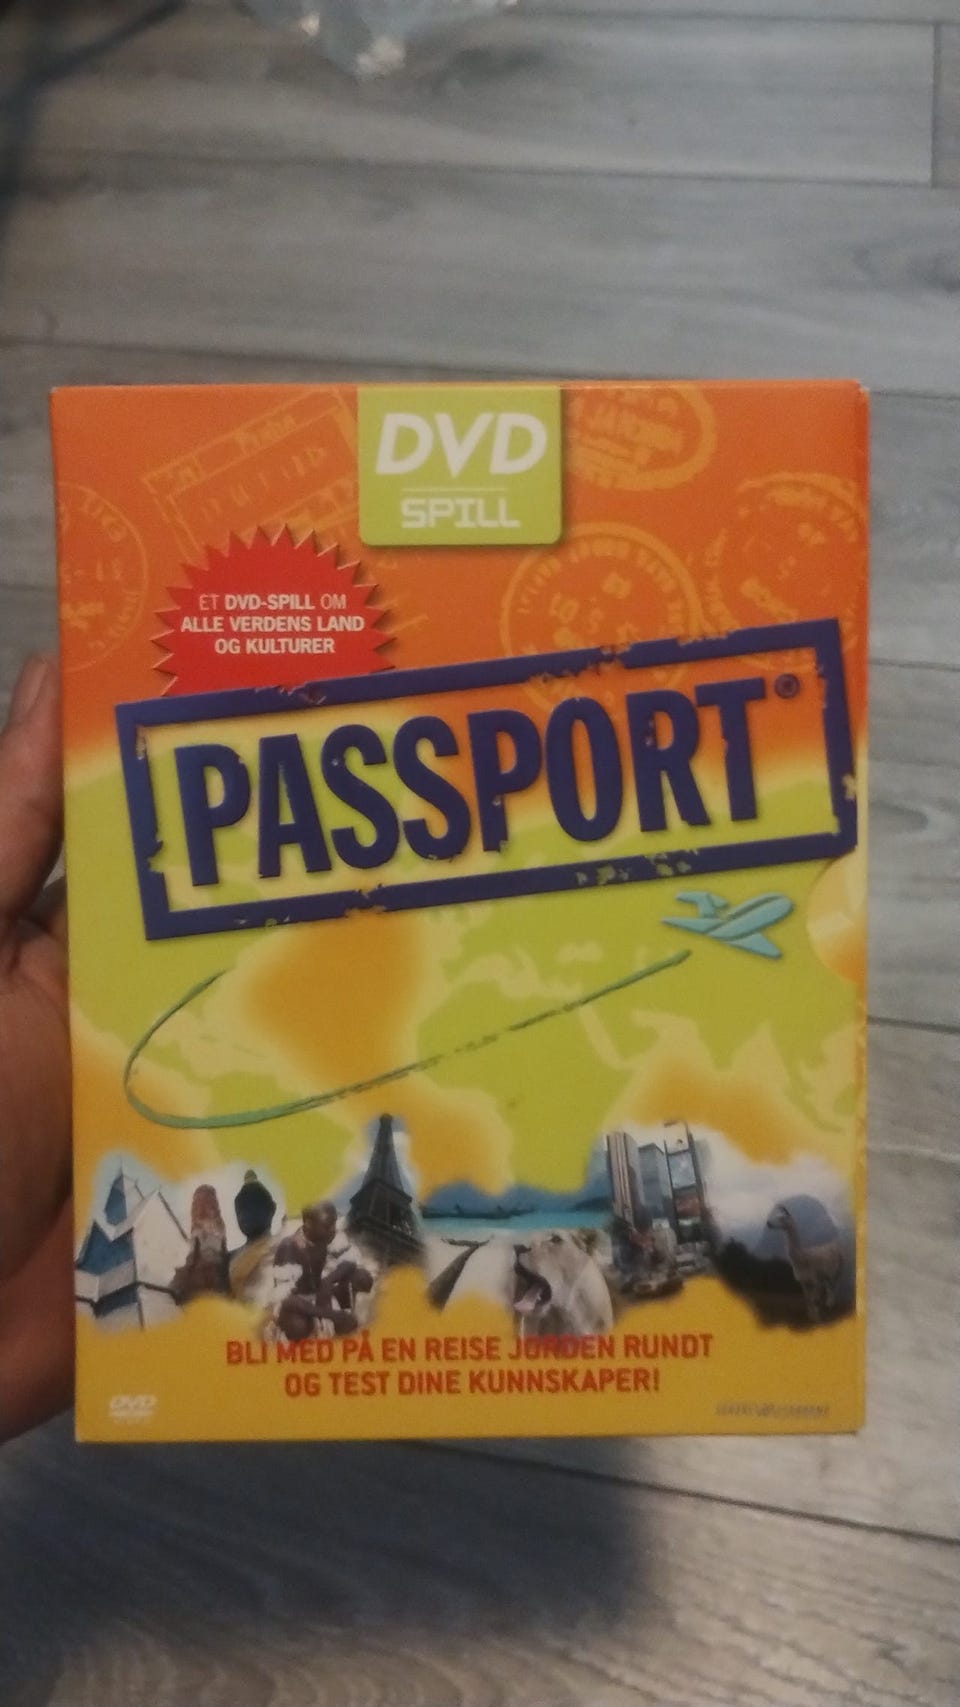 DVD
SPILL
ET DVD-SPILL OM
ALLE VERDENS LAND
OG KULTURER
PASSPORT®
BLI MED PÅ EN REISE JORDEN RUNDT
OG TEST DINE KUNNSKAPER!
DVD